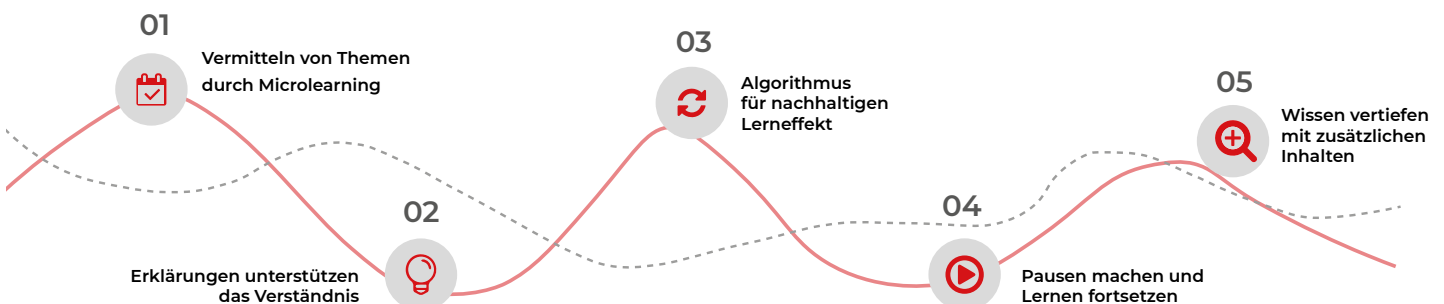 01
Vermitteln von Themen
durch Microlearning
02
Erklärungen unterstützen
das Verständnis
03
Algorithmus
für nachhaltigen
Lerneffekt
04
Pausen machen und
Lernen fortsetzen
05
Wissen vertiefen
mit zusätzlichen
Inhalten